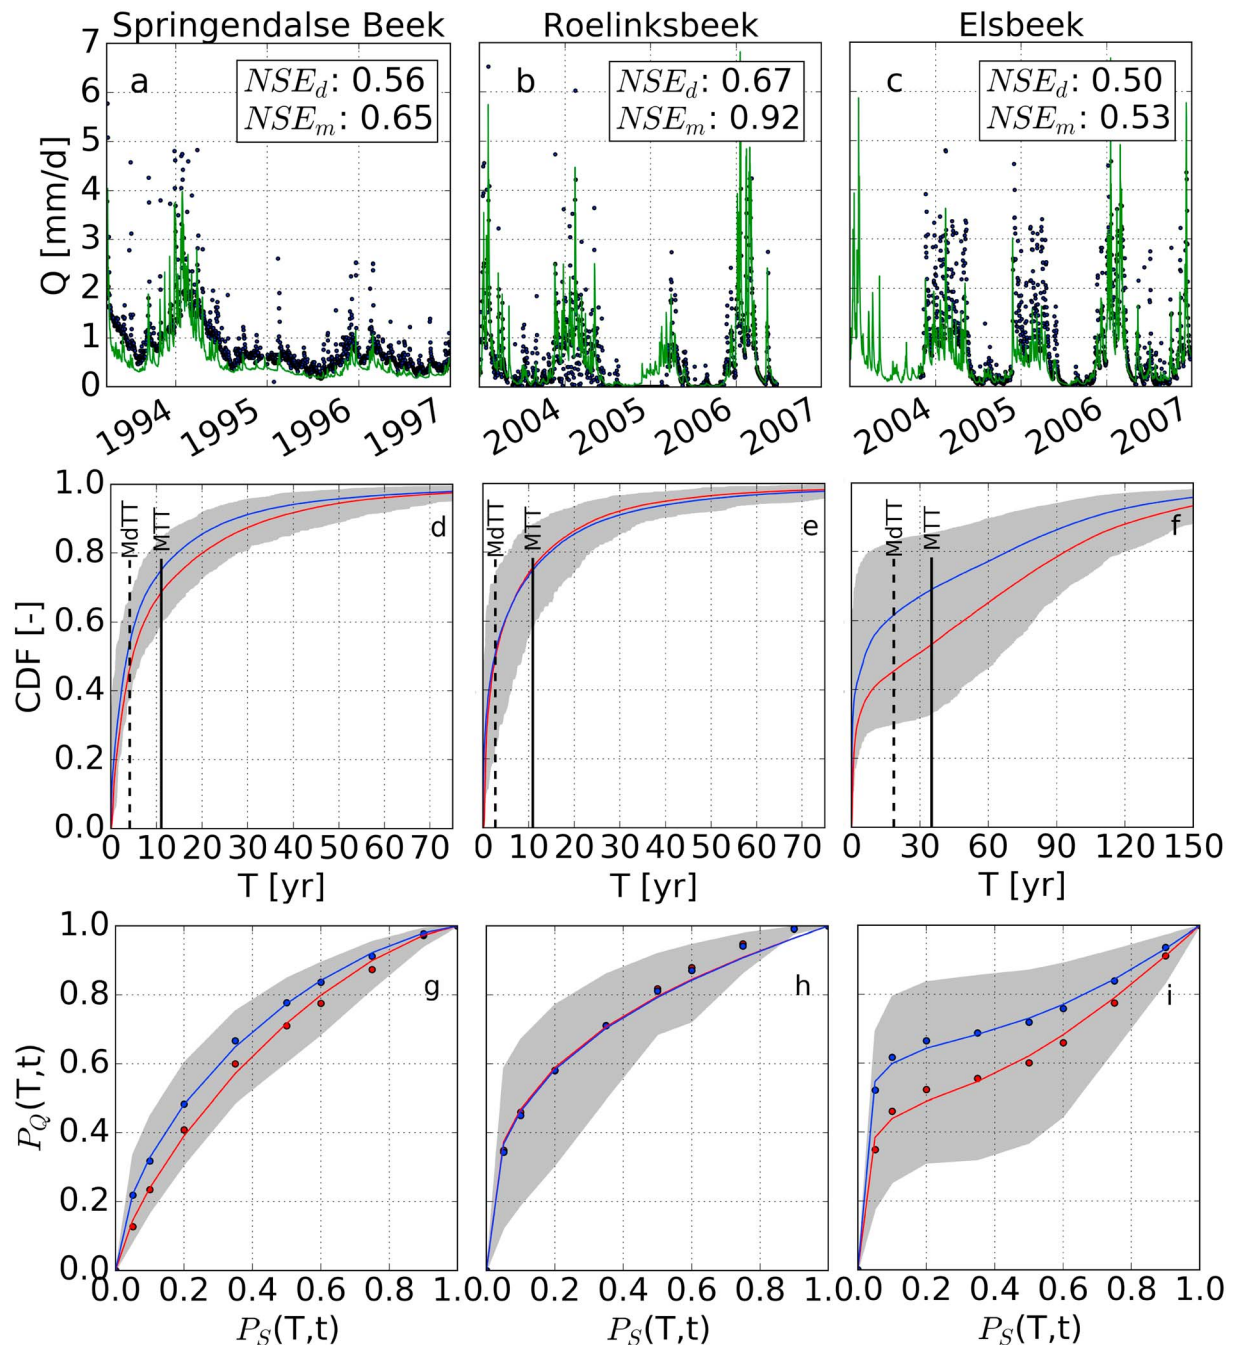 Springendalse Beek Roelinksbeek Elsbeek
7
6
5
4
3
2
1
0
Q [mm/d]
a
NSE_d: 0.56
NSE_m: 0.65
b
NSE_d: 0.67
NSE_m: 0.92
c
NSE_d: 0.50
NSE_m: 0.53
1994 1995 1996 1997
2004 2005 2006 2007
2004 2005 2006 2007
1.0
0.8
0.6
0.4
0.2
0.0
CDF [-]
MdTT MTT d
MdTT MTT e
MdTT MTT f
0 10 20 30 40 50 60 70
0 10 20 30 40 50 60 70
0 30 60 90 120 150
T [yr] T [yr] T [yr]
1.0
0.8
0.6
0.4
0.2
0.0
P_Q(T,t)
g h i
0.0 0.2 0.4 0.6 0.8 1.0
0.0 0.2 0.4 0.6 0.8 1.0
0.0 0.2 0.4 0.6 0.8 1.0
P_S(T,t) P_S(T,t) P_S(T,t)